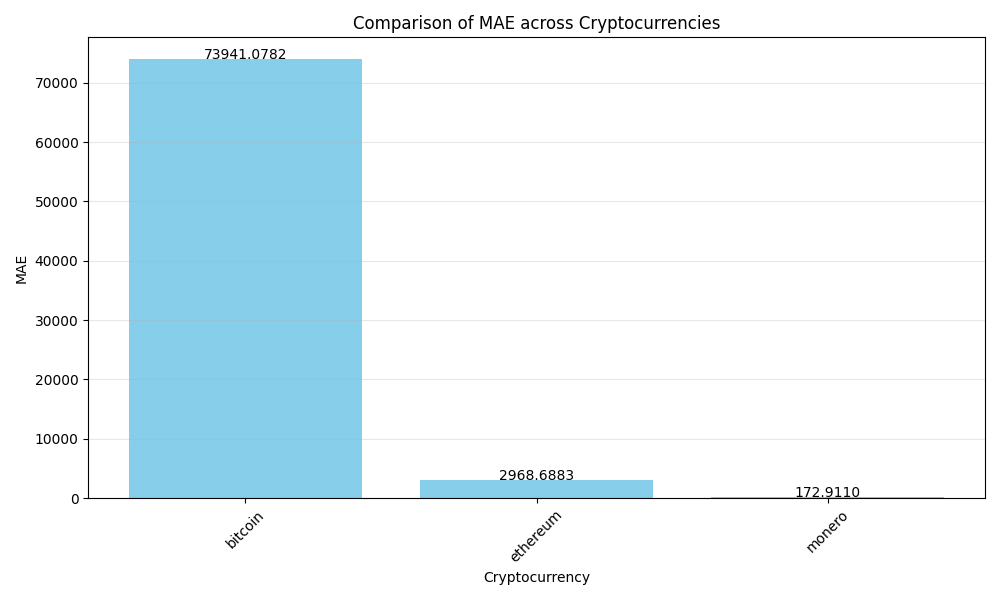 Comparison of MAE across Cryptocurrencies
73941.0782
70000
60000
50000
40000
30000
20000
10000
0
MAE
2968.6883
172.9110
bitcoin
ethereum
monero
Cryptocurrency